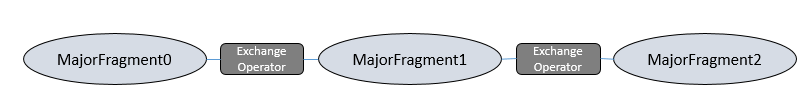 MajorFragment0
Exchange
Operator
MajorFragment1
Exchange
Operator
MajorFragment2